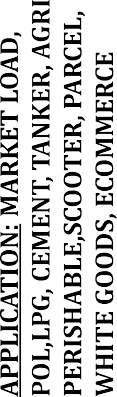 APPLICATION: MARKET LOAD,
POL,LPG, CEMENT, TANKER, AGRI
PERISHABLE,SCOOTER, PARCEL,
WHITE GOODS, ECOMMERCE